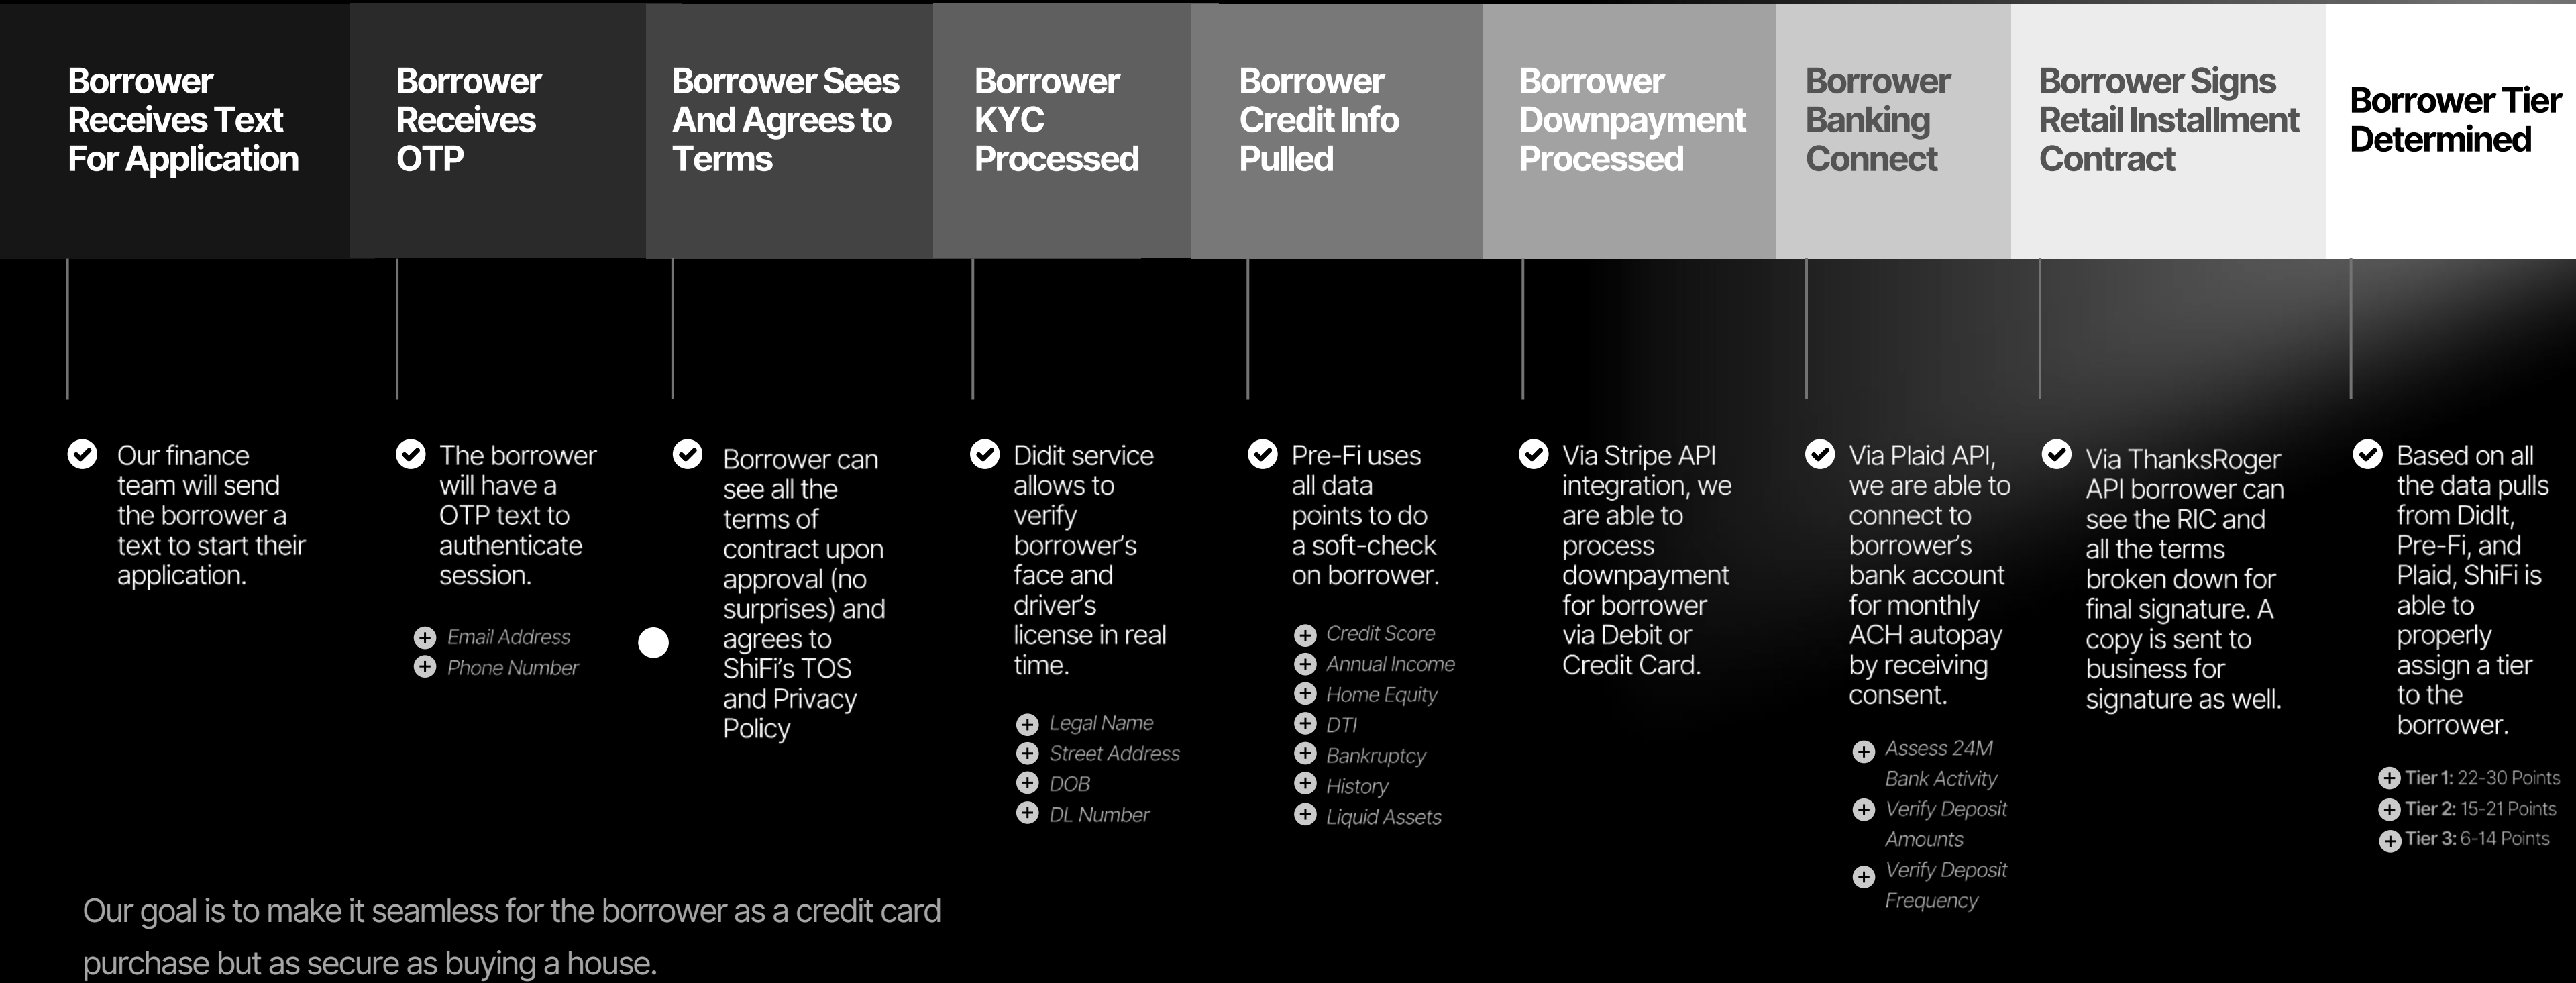 Borrower
Receives Text
For Application
Borrower
Receives
OTP
Borrower Sees
And Agrees to
Terms
Borrower
KYC
Processed
Borrower
Credit Info
Pulled
Borrower
Downpayment
Processed
Borrower
Banking
Connect
Borrower Signs
Retail Installment
Contract
Borrower Tier
Determined
Our finance
team will send
the borrower a
text to start their
application.
The borrower
will have a
OTP text to
authenticate
session.
Email Address
Phone Number
Borrower can
see all the
terms of
contract upon
approval (no
surprises) and
agrees to
ShiFi's TOS
and Privacy
Policy
Didit service
allows to
verify
borrower's
face and
driver's
license in real
time.
Legal Name
Street Address
DOB
DL Number
Pre-Fi uses
all data
points to do
a soft-check
on borrower.
Credit Score
Annual Income
Home Equity
DTI
Bankruptcy
History
Liquid Assets
Via Stripe API
integration, we
are able to
process
downpayment
for borrower
via Debit or
Credit Card.
Via Plaid API,
we are able to
connect to
borrower's
bank account
for monthly
ACH autopay
by receiving
consent.
Assess 24M
Bank Activity
Verify Deposit
Amounts
Verify Deposit
Frequency
Via ThanksRoger
API borrower can
see the RIC and
all the terms
broken down for
final signature. A
copy is sent to
business for
signature as well.
Based on all
the data pulls
from DidIt,
Pre-Fi, and
Plaid, ShiFi is
able to
properly
assign a tier
to the
borrower.
Tier 1: 22-30 Points
Tier 2: 15-21 Points
Tier 3: 6-14 Points
Our goal is to make it seamless for the borrower as a credit card
purchase but as secure as buying a house.